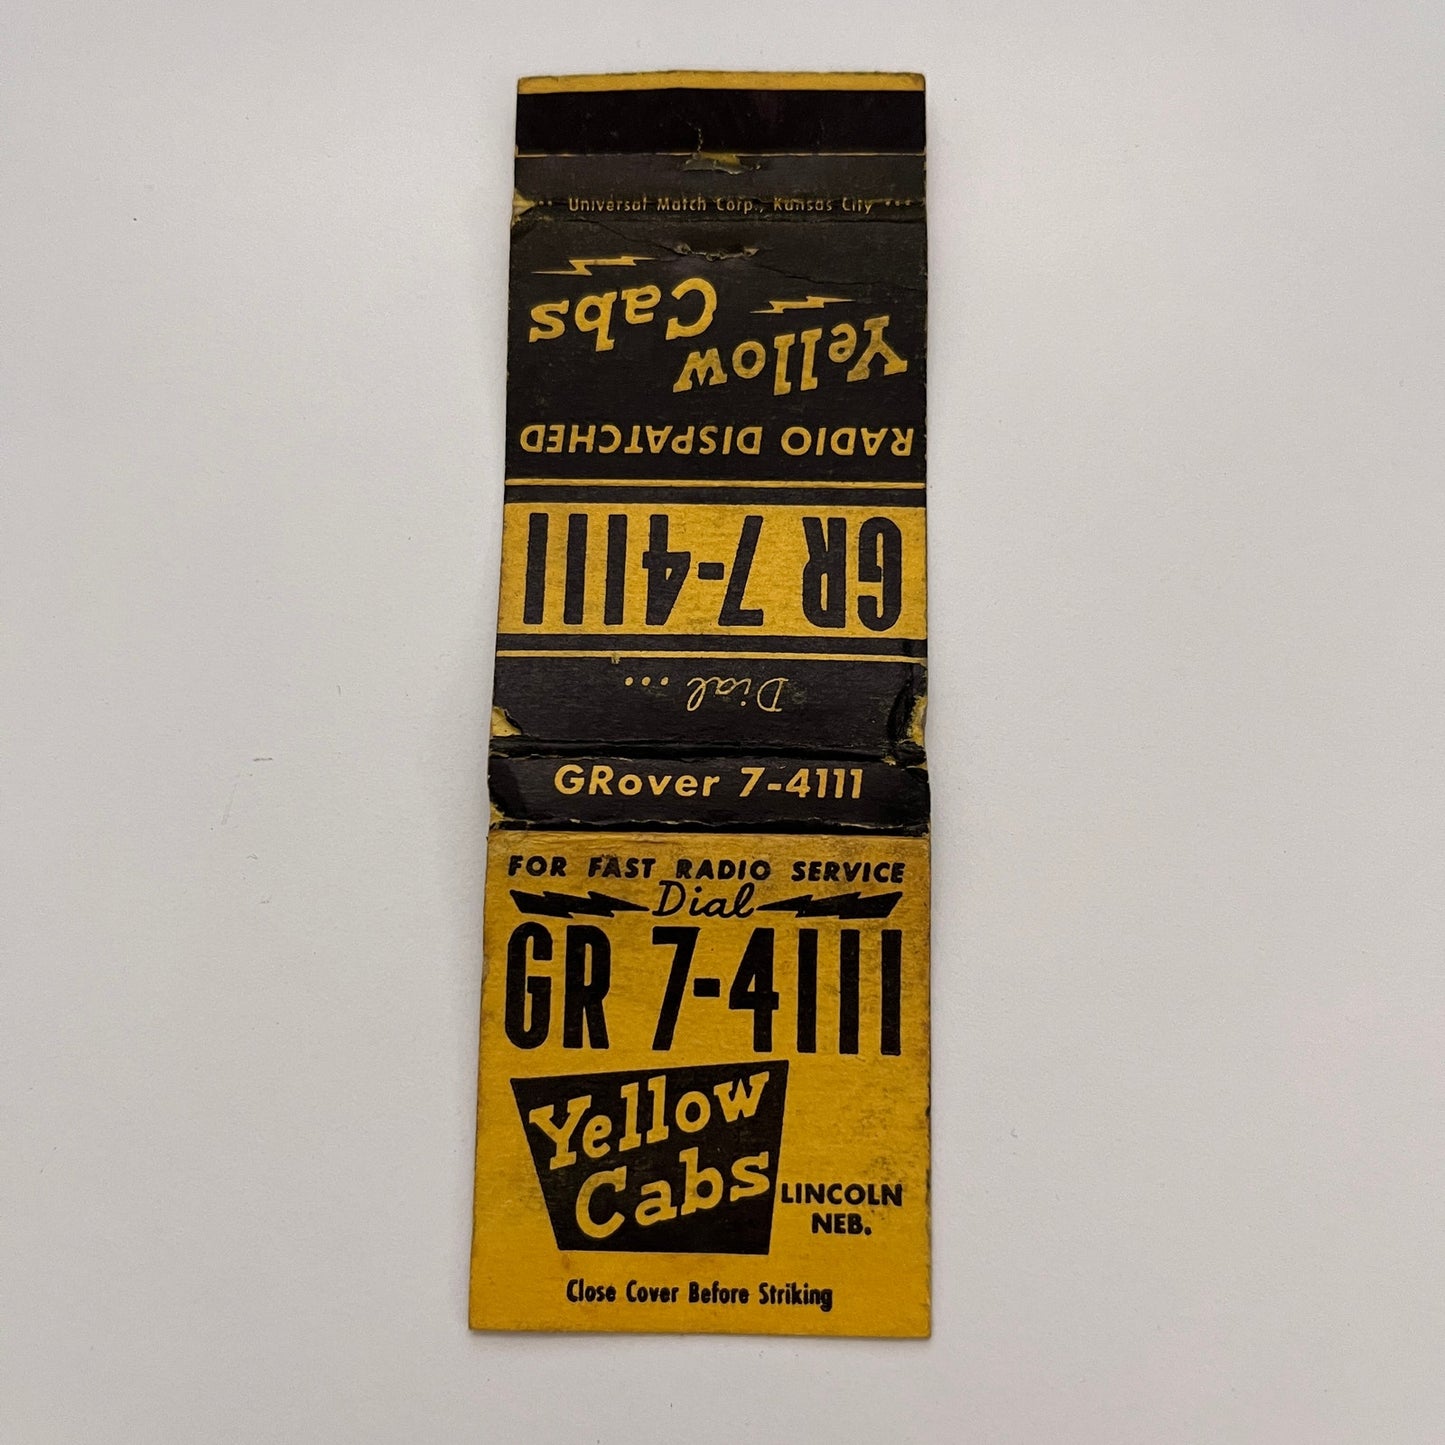 ••• Universal Match Corp., Kansas City •••
Dial ...
GR 7-4111
RADIO DISPATCHED
Yellow
Cabs
GRover 7-4111
FOR FAST RADIO SERVICE
Dial
GR 7-4111
Yellow
Cabs
LINCOLN
NEB.
Close Cover Before Striking